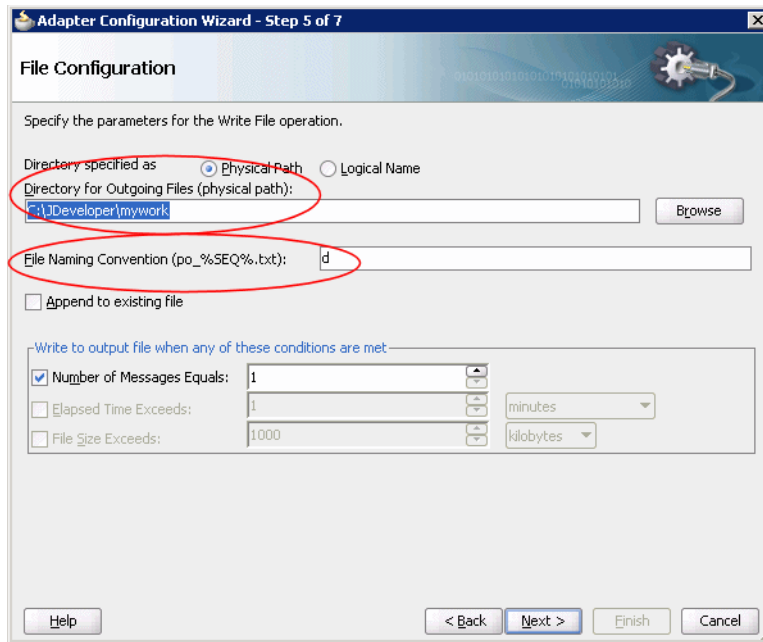 Adapter Configuration Wizard - Step 5 of 7
File Configuration
Specify the parameters for the Write File operation.
Directory specified as Physical Path Logical Name
Directory for Outgoing Files (physical path):
C:\JDeveloper\mywork Browse
File Naming Convention (po_%SEQ%.txt): d
Append to existing file
Write to output file when any of these conditions are met
Number of Messages Equals: 1
Elapsed Time Exceeds: 1 minutes
File Size Exceeds: 1000 kilobytes
Help < Back Next > Finish Cancel